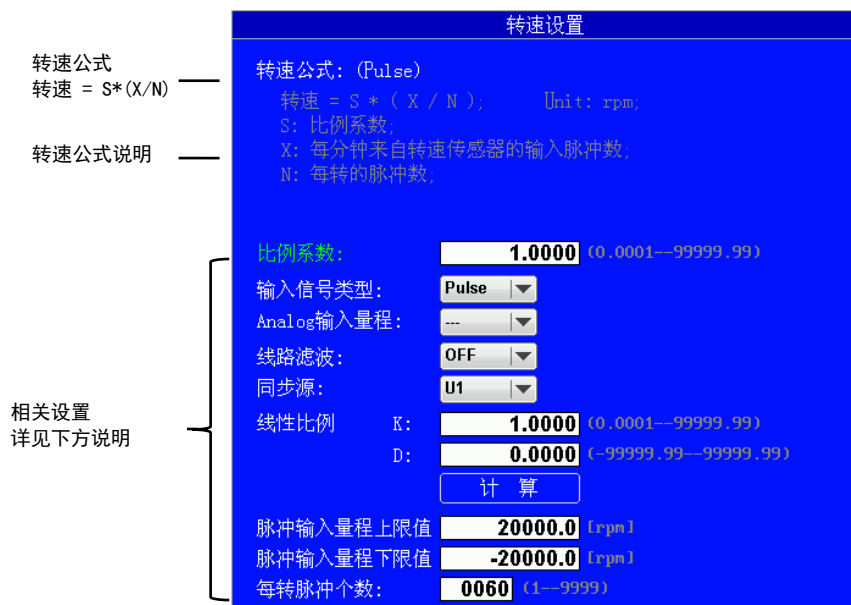 转速设置
转速公式
转速 = S*(X/N)
转速公式: (Pulse)
转速 = S * ( X / N ); Unit: rpm;
S: 比例系数;
转速公式说明
X: 每分钟来自转速传感器的输入脉冲数;
N: 每转的脉冲数;
比例系数: 1.0000 (0.0001--99999.99)
输入信号类型: Pulse
Analog输入量程: ---
线路滤波: OFF
同步源: U1
相关设置
详见下方说明
线性比例 K: 1.0000 (0.0001--99999.99)
D: 0.0000 (-99999.99--99999.99)
计 算
脉冲输入量程上限值 20000.0 [rpm]
脉冲输入量程下限值 -20000.0 [rpm]
每转脉冲个数: 0060 (1--9999)